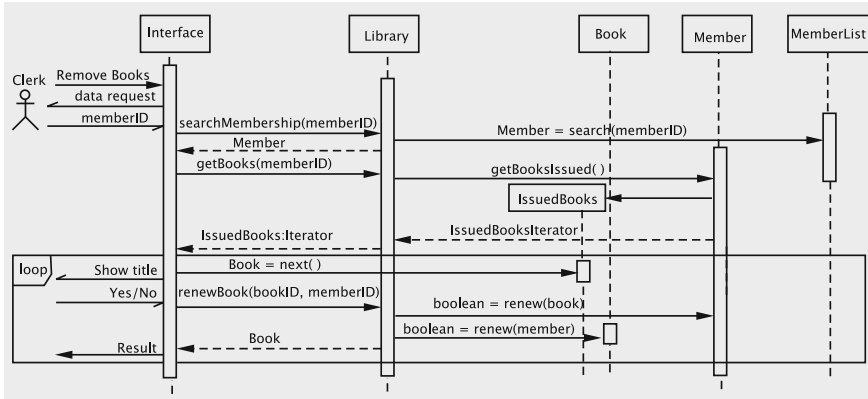 Interface
Library
Book
Member
MemberList
Clerk
Remove Books
data request
memberID
searchMembership(memberID)
Member = search(memberID)
Member
getBooks(memberID)
getBooksIssued( )
IssuedBooks
IssuedBooksIterator
IssuedBooks:Iterator
loop
Show title
Book = next( )
Yes/No
renewBook(bookID, memberID)
boolean = renew(book)
boolean = renew(member)
Book
Result